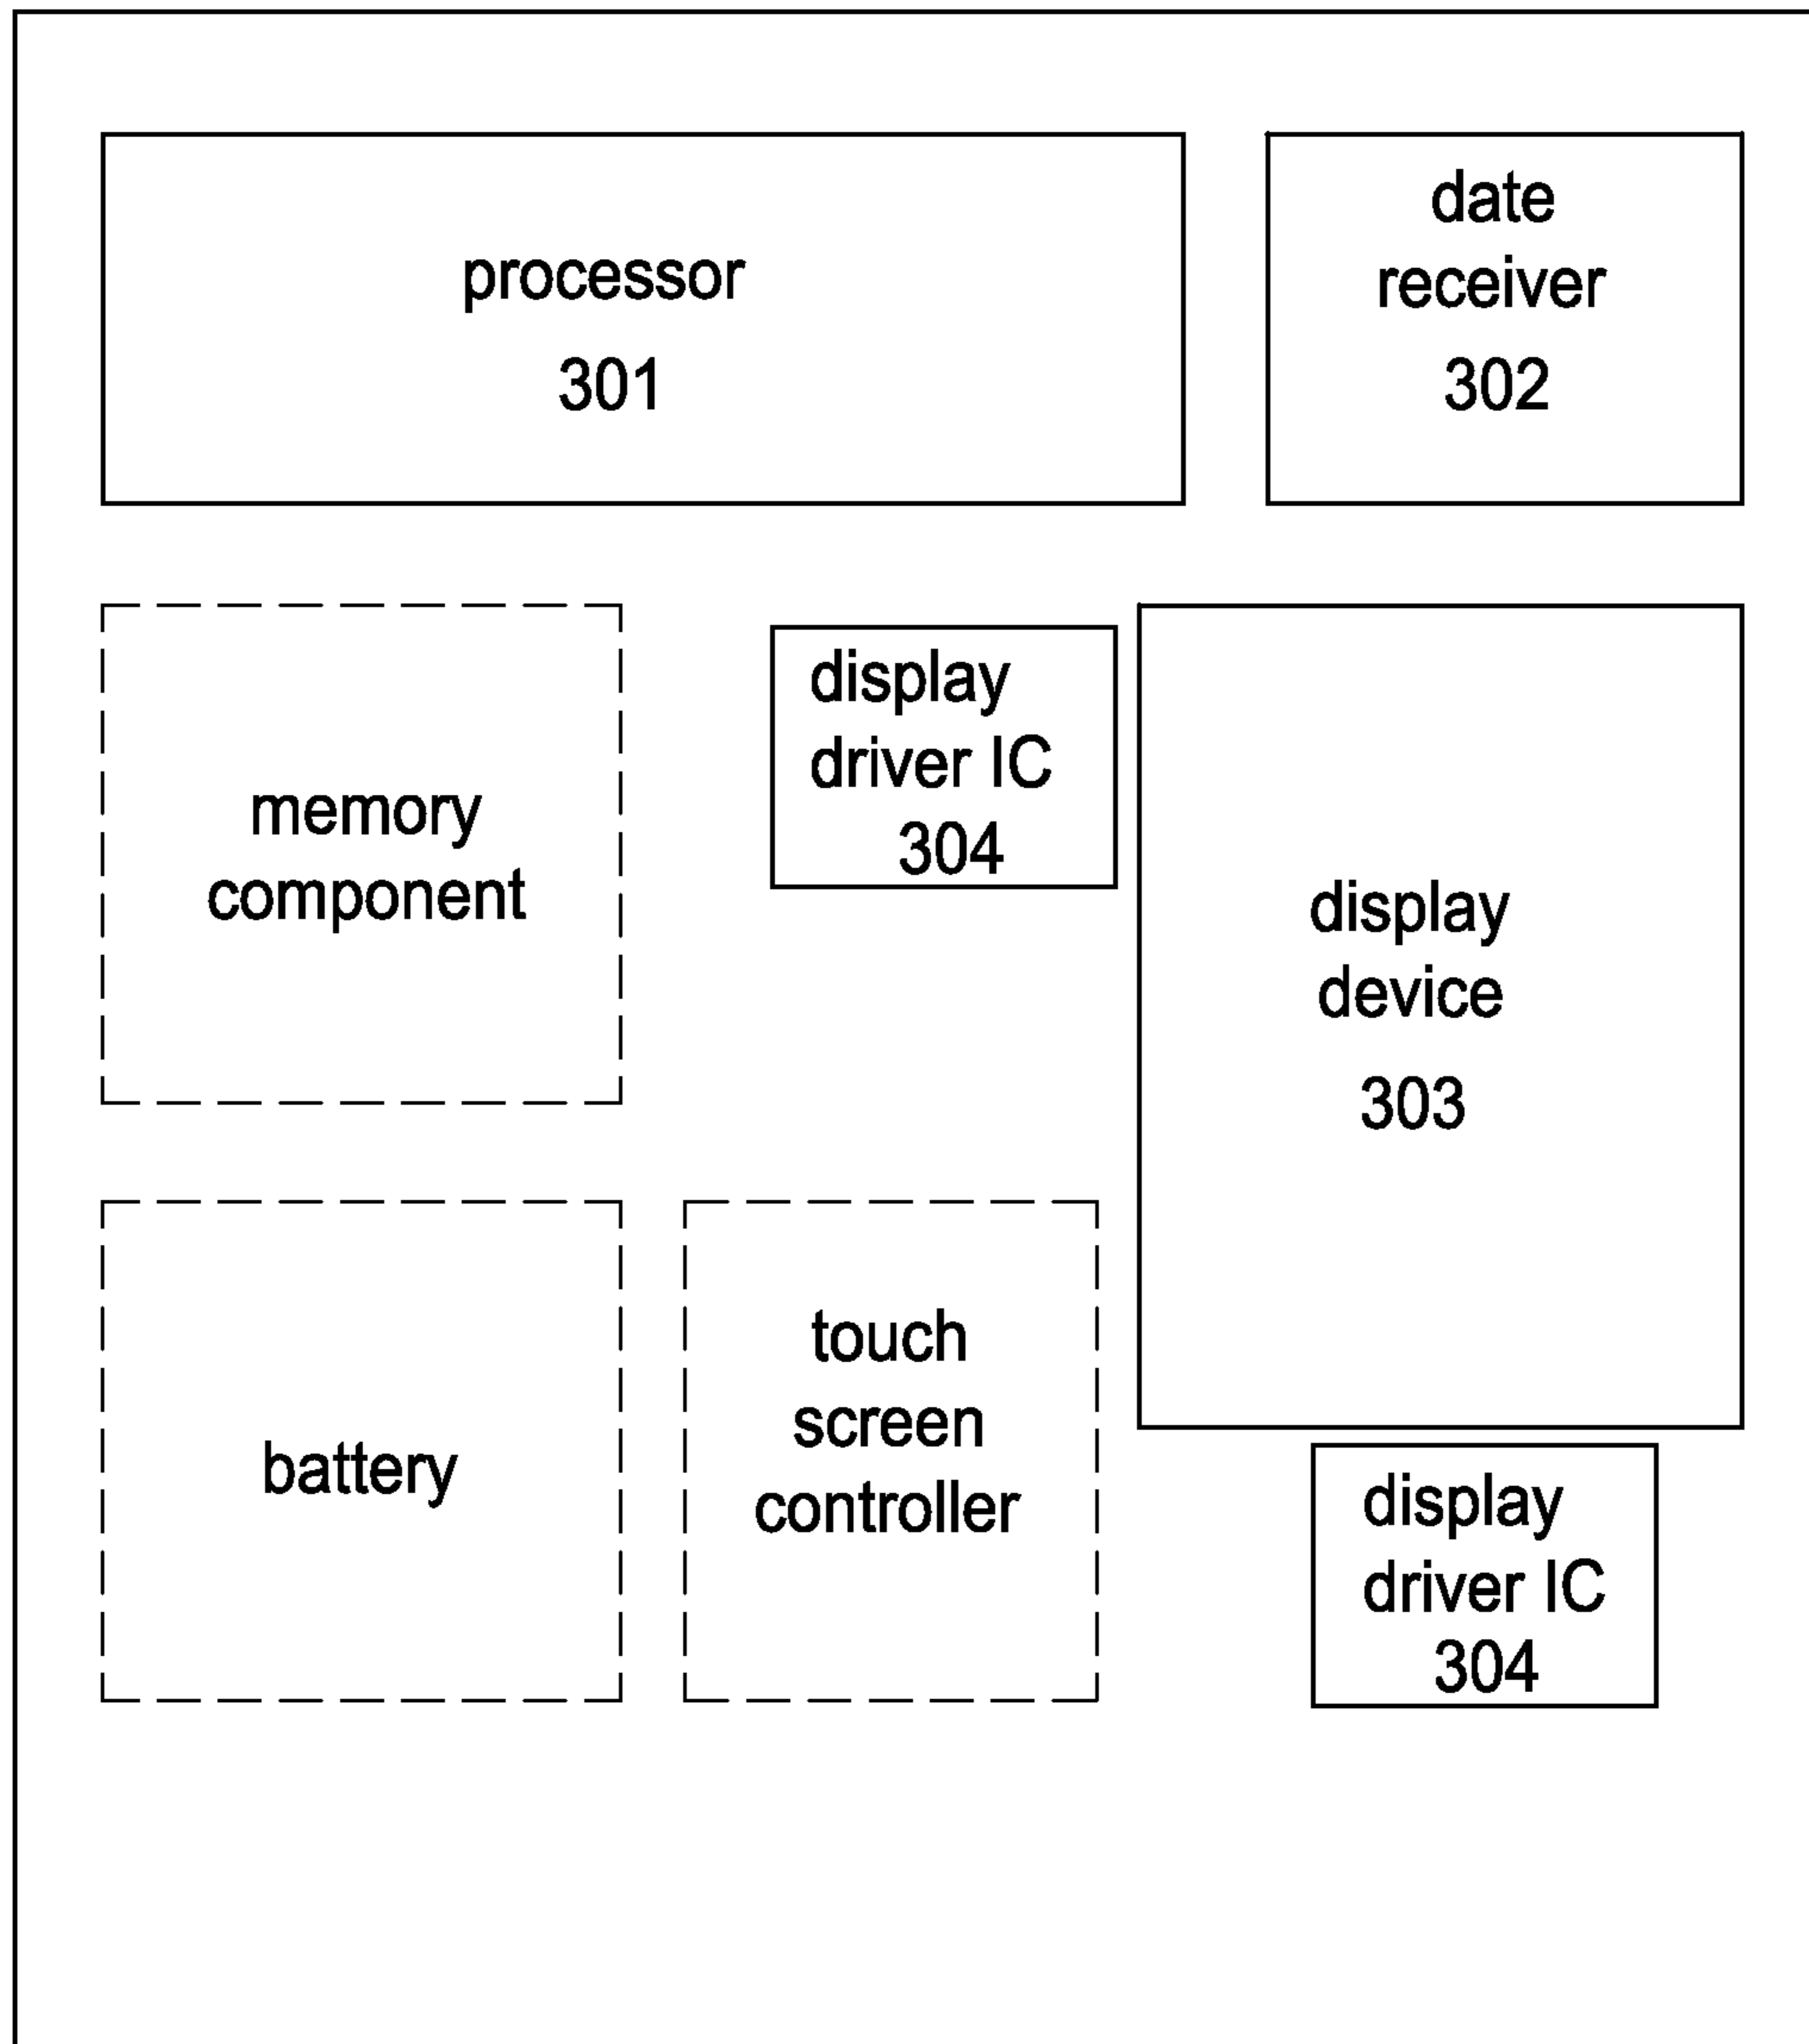 processor
301
date
receiver
302
memory
component
display
driver IC
304
display
device
303
battery
touch
screen
controller
display
driver IC
304